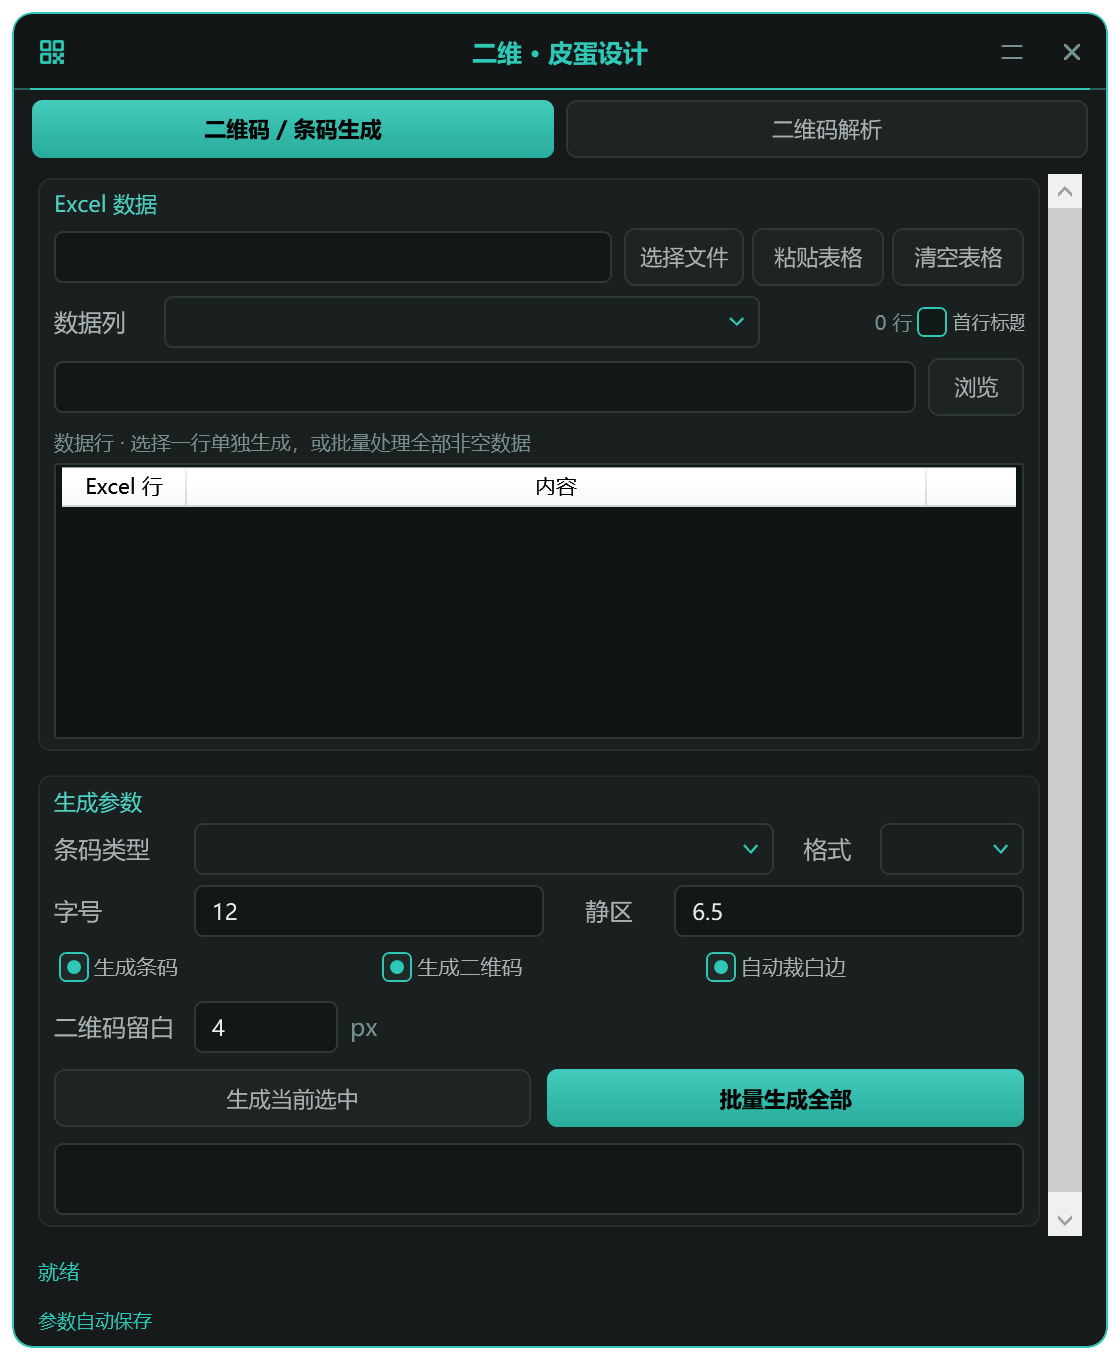 二维·皮蛋设计
二维码 / 条码生成
二维码解析
Excel 数据
选择文件
粘贴表格
清空表格
数据列
0 行
首行标题
浏览
数据行 · 选择一行单独生成，或批量处理全部非空数据
Excel 行
内容
生成参数
条码类型
格式
字号
12
静区
6.5
生成条码
生成二维码
自动裁白边
二维码留白
4
px
生成当前选中
批量生成全部
就绪
参数自动保存